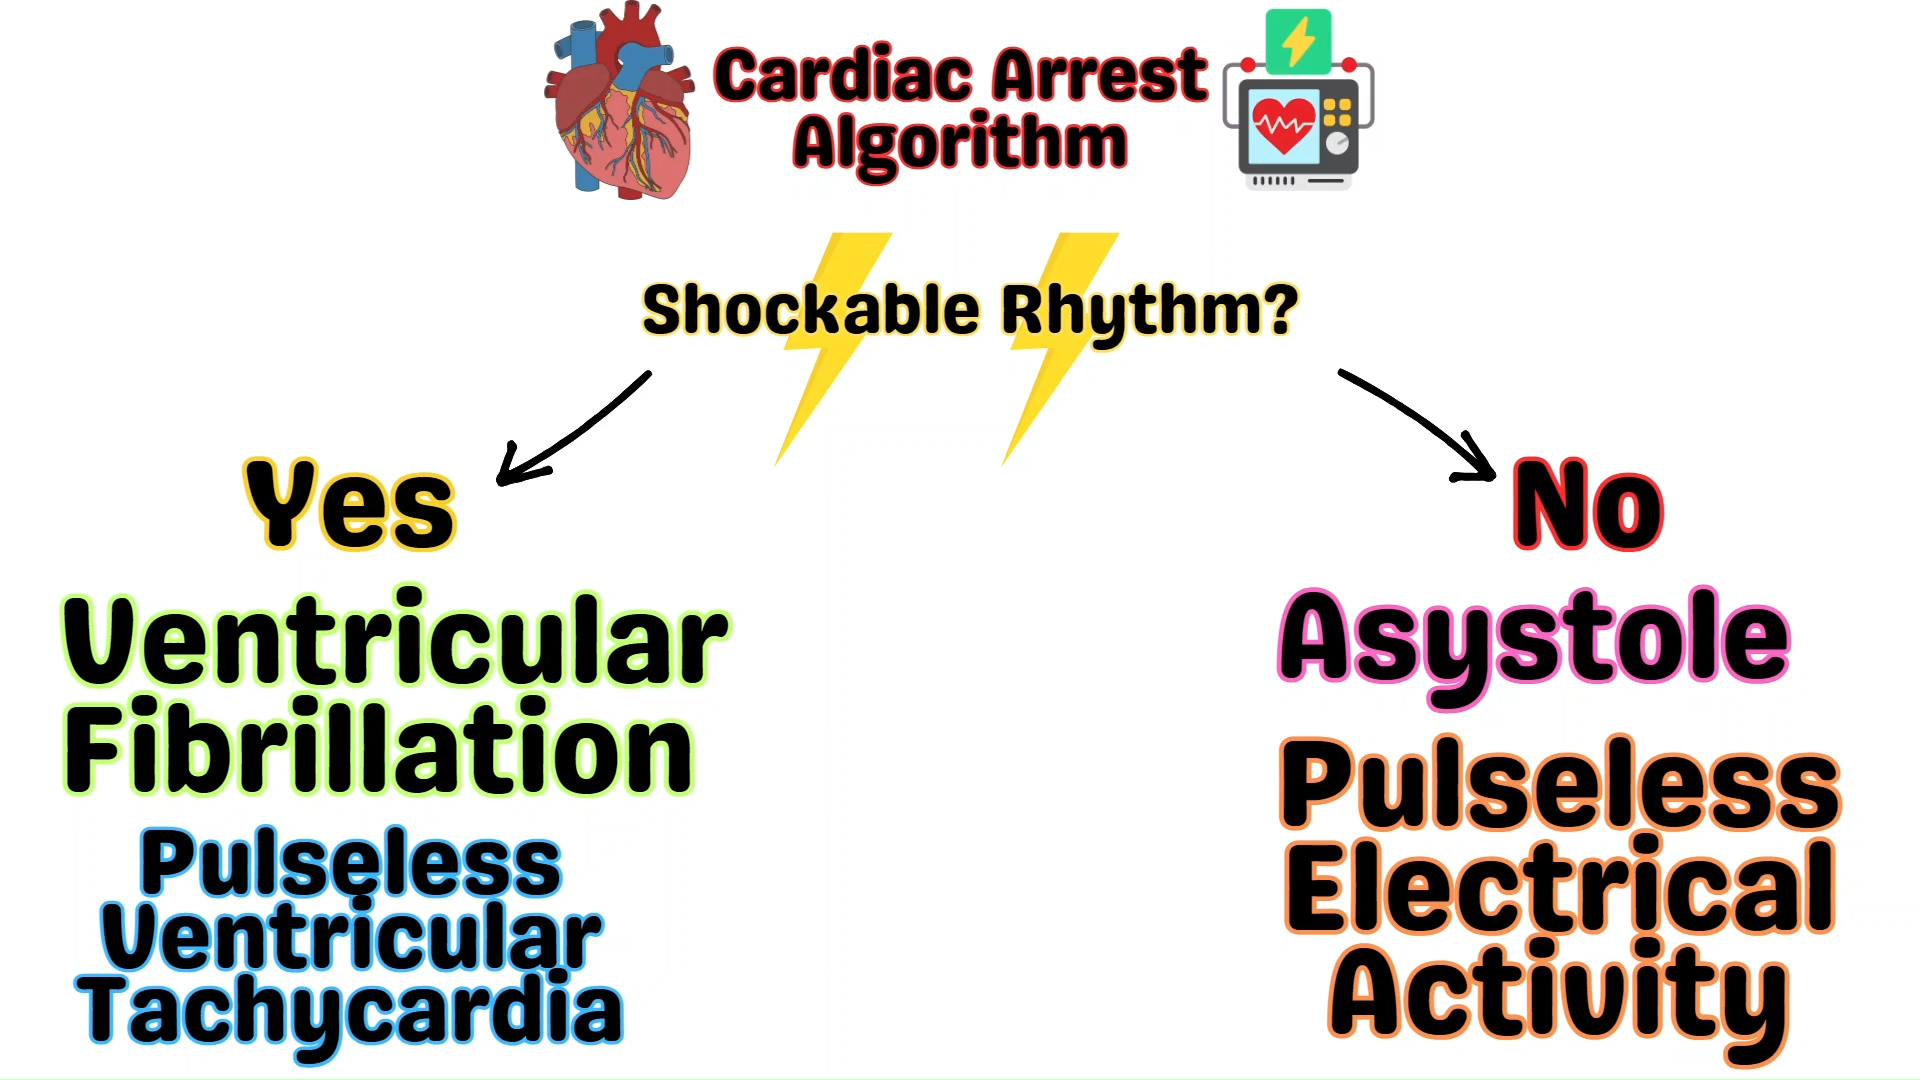 Cardiac Arrest
Algorithm
Shockable Rhythm?
Yes
Ventricular
Fibrillation
Pulseless
Ventricular
Tachycardia
No
Asystole
Pulseless
Electrical
Activity